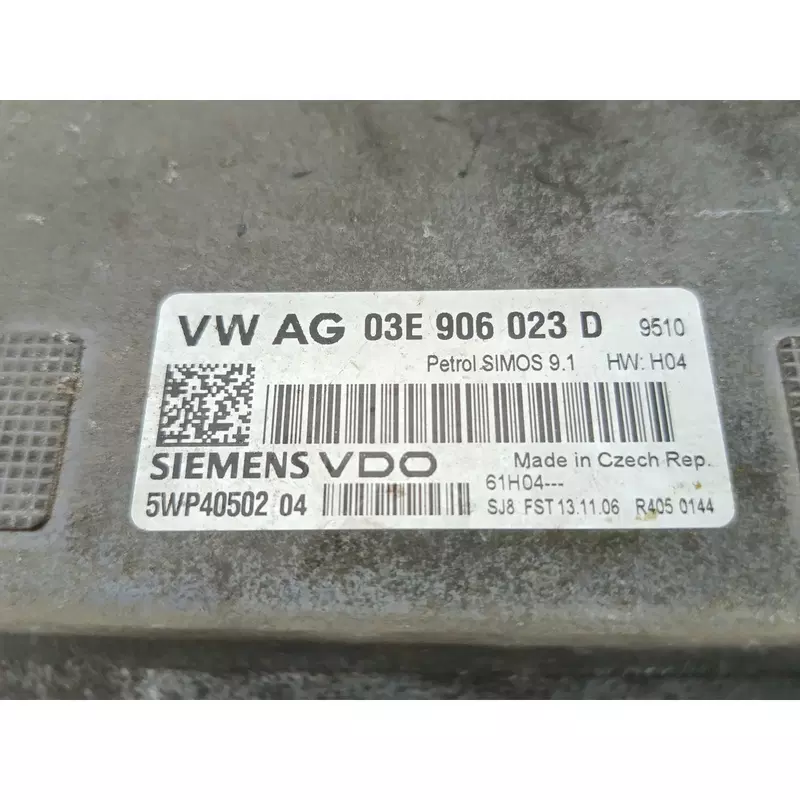 VW AG 03E 906 023 D 9510
Petrol SIMOS 9.1 HW: H04
SIEMENS VDO Made in Czech Rep.
61H04---
5WP40502 04 SJ8 FST 13.11.06 R405 0144